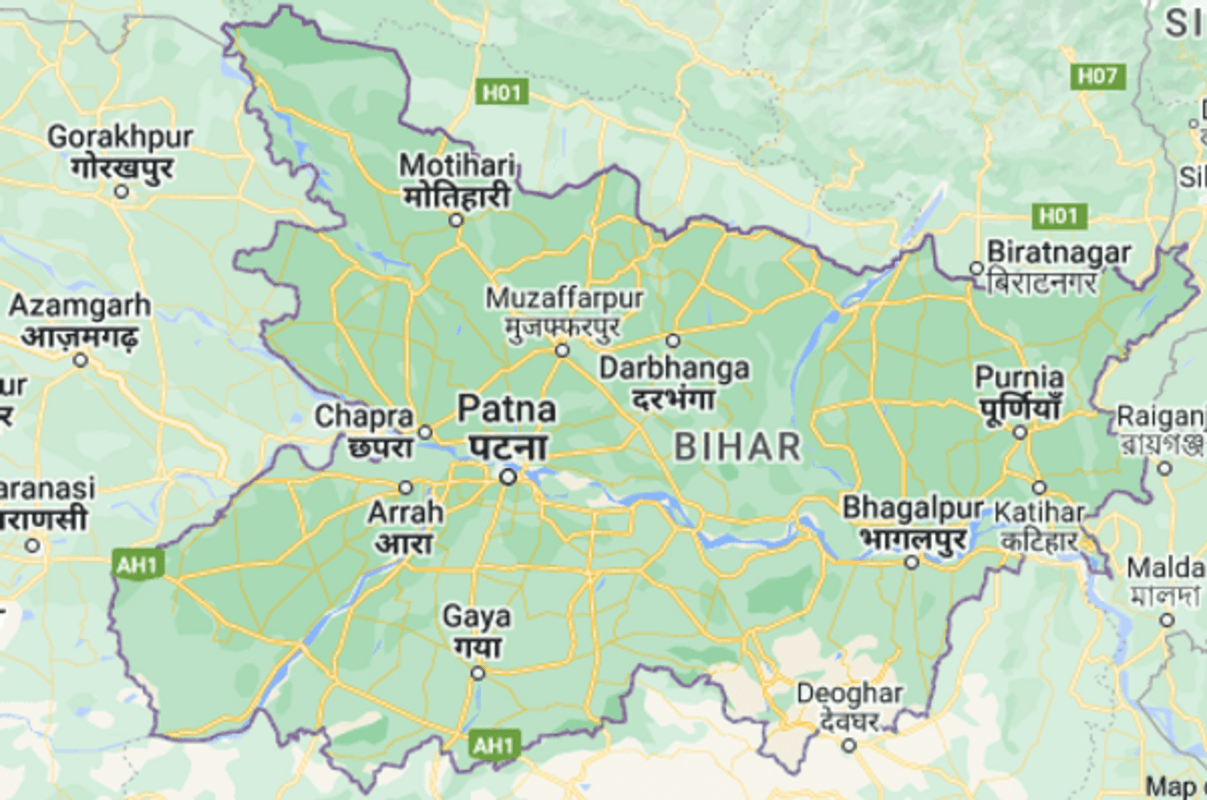 SI
H01
H07
Gorakhpur
गोरखपुर
Motihari
मोतिहारी
Sil
H01
Biratnagar
बिराटनगर
Azamgarh
आज़मगढ़
Muzaffarpur
मुजफ्फरपुर
Darbhanga
दरभंगा
Purnia
पूर्णियाँ
ur
र
Chapra
छपरा
Patna
पटना
BIHAR
Raiganj
রায়গঞ্জ
aranasi
ाराणसी
Arrah
आरा
Bhagalpur
भागलपुर
Katihar
कटिहार
AH1
Malda
মালদা
Gaya
गया
Deoghar
देवघर
AH1
Map